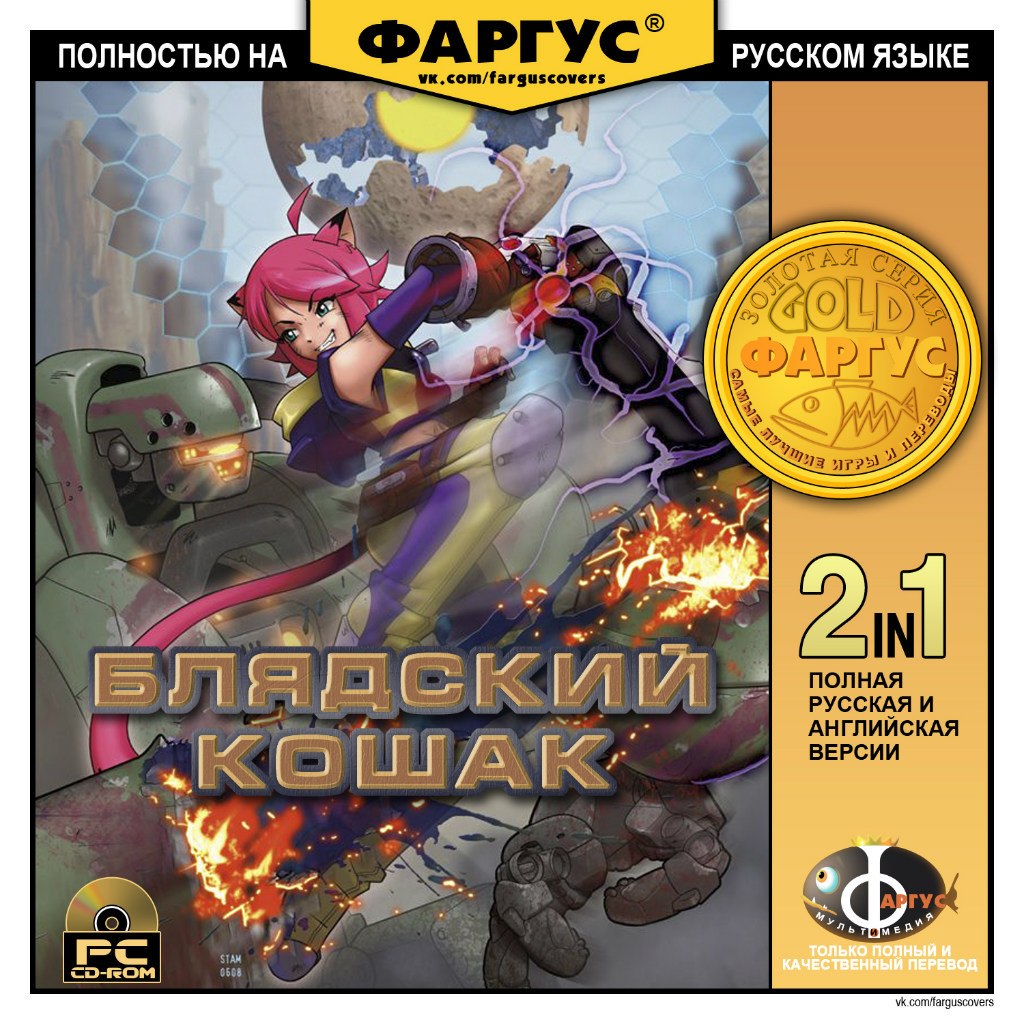 ПОЛНОСТЬЮ НА
ФАРГУС®
РУССКОМ ЯЗЫКЕ
vk.com/farguscovers
ЗОЛОТАЯ СЕРИЯ
GOLD
ФАРГУС
САМЫЕ ЛУЧШИЕ ИГРЫ И ПЕРЕВОДЫ
2IN1
ПОЛНАЯ
РУССКАЯ И
АНГЛИЙСКАЯ
ВЕРСИИ
БЛЯДСКИЙ
КОШАК
ФАРГУС
МУЛЬТИМЕДИЯ
ТОЛЬКО ПОЛНЫЙ И
КАЧЕСТВЕННЫЙ ПЕРЕВОД
PC
CD-ROM
STAM
0608
vk.com/farguscovers